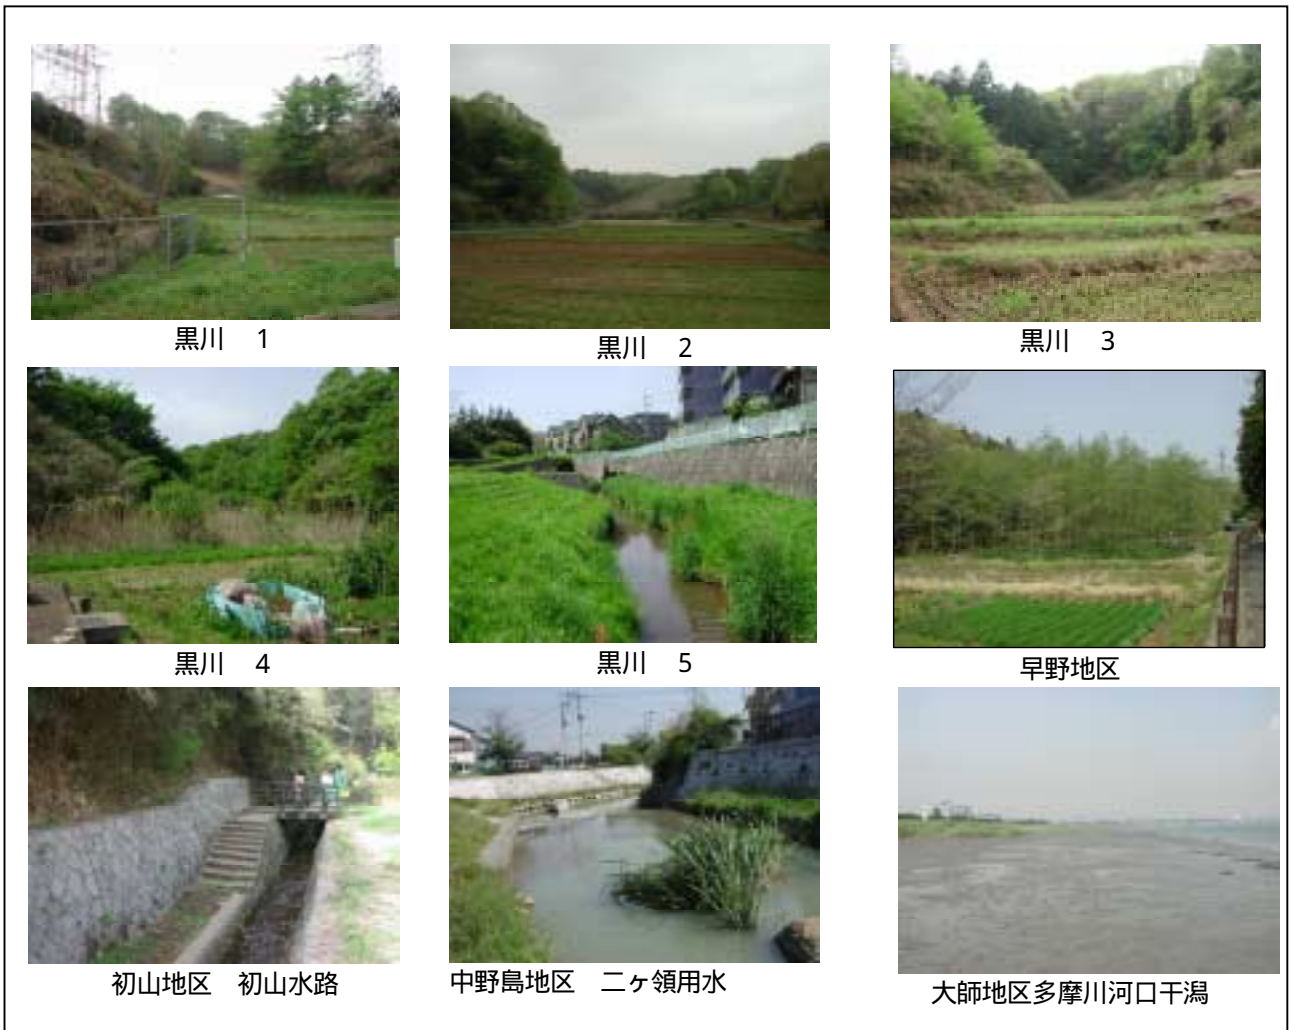 黒川　1
黒川　2
黒川　3
黒川　4
黒川　5
早野地区
初山地区　初山水路
中野島地区　二ヶ領用水
大師地区多摩川河口干潟